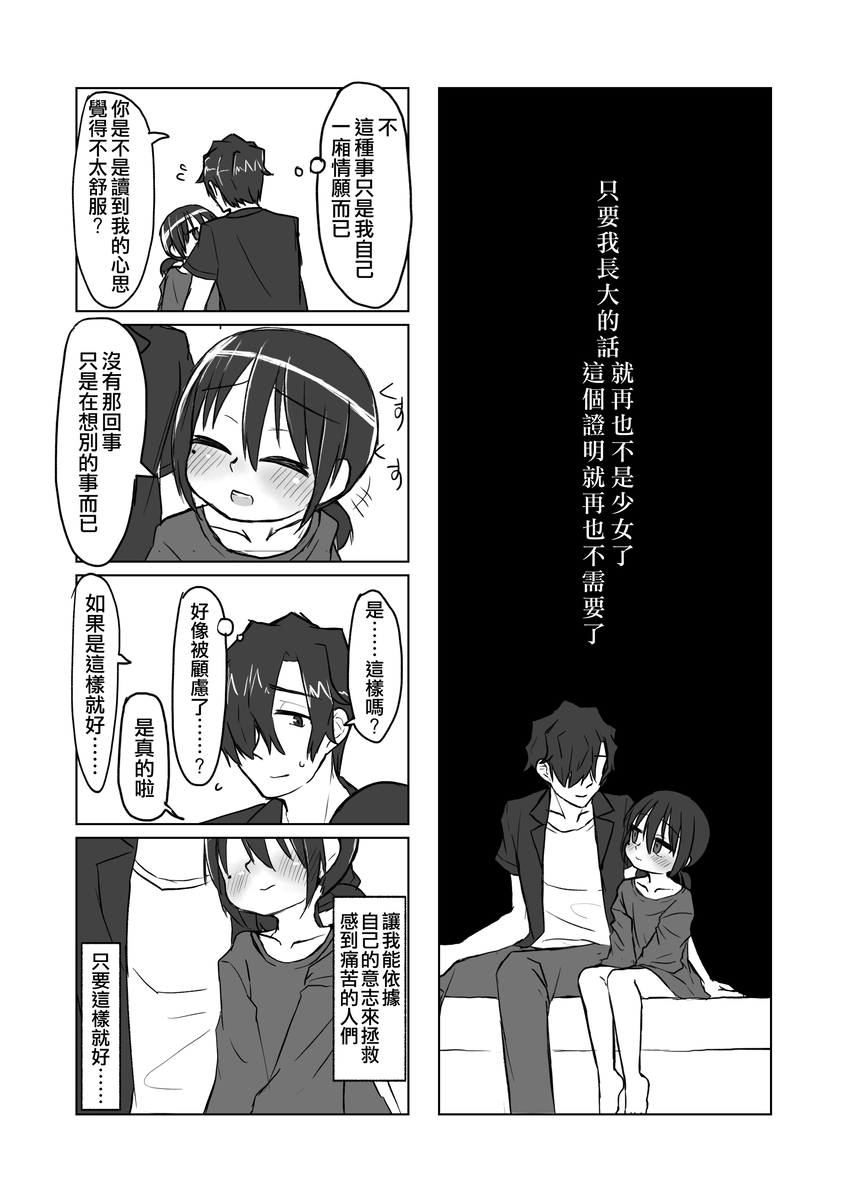 只要我長大的話
就再也不是少女了
這個證明就再也不需要了
不
這種事只是我自己
一廂情願而已
你是不是讀到我的心思
覺得不太舒服？
くす
くす
沒有那回事
只是在想別的事而已
是……這樣嗎？
好像被顧慮了……？
如果是這樣就好……
是真的啦
讓我能依據
自己的意志來拯救
感到痛苦的人們
只要這樣就好……